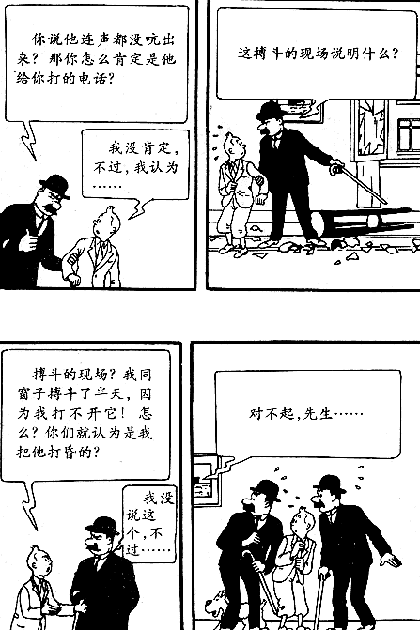 你说他连声都没吭出
来？那你怎么肯定是他
给你打的电话？
我没肯定，
不过，我认为
……
这搏斗的现场说明什么？
搏斗的现场？我同
窗子搏斗了半天，因
为我打不开它！怎
么？你们就认为是我
把他打昏的？
我没
说这
个，不
过……
对不起，先生……